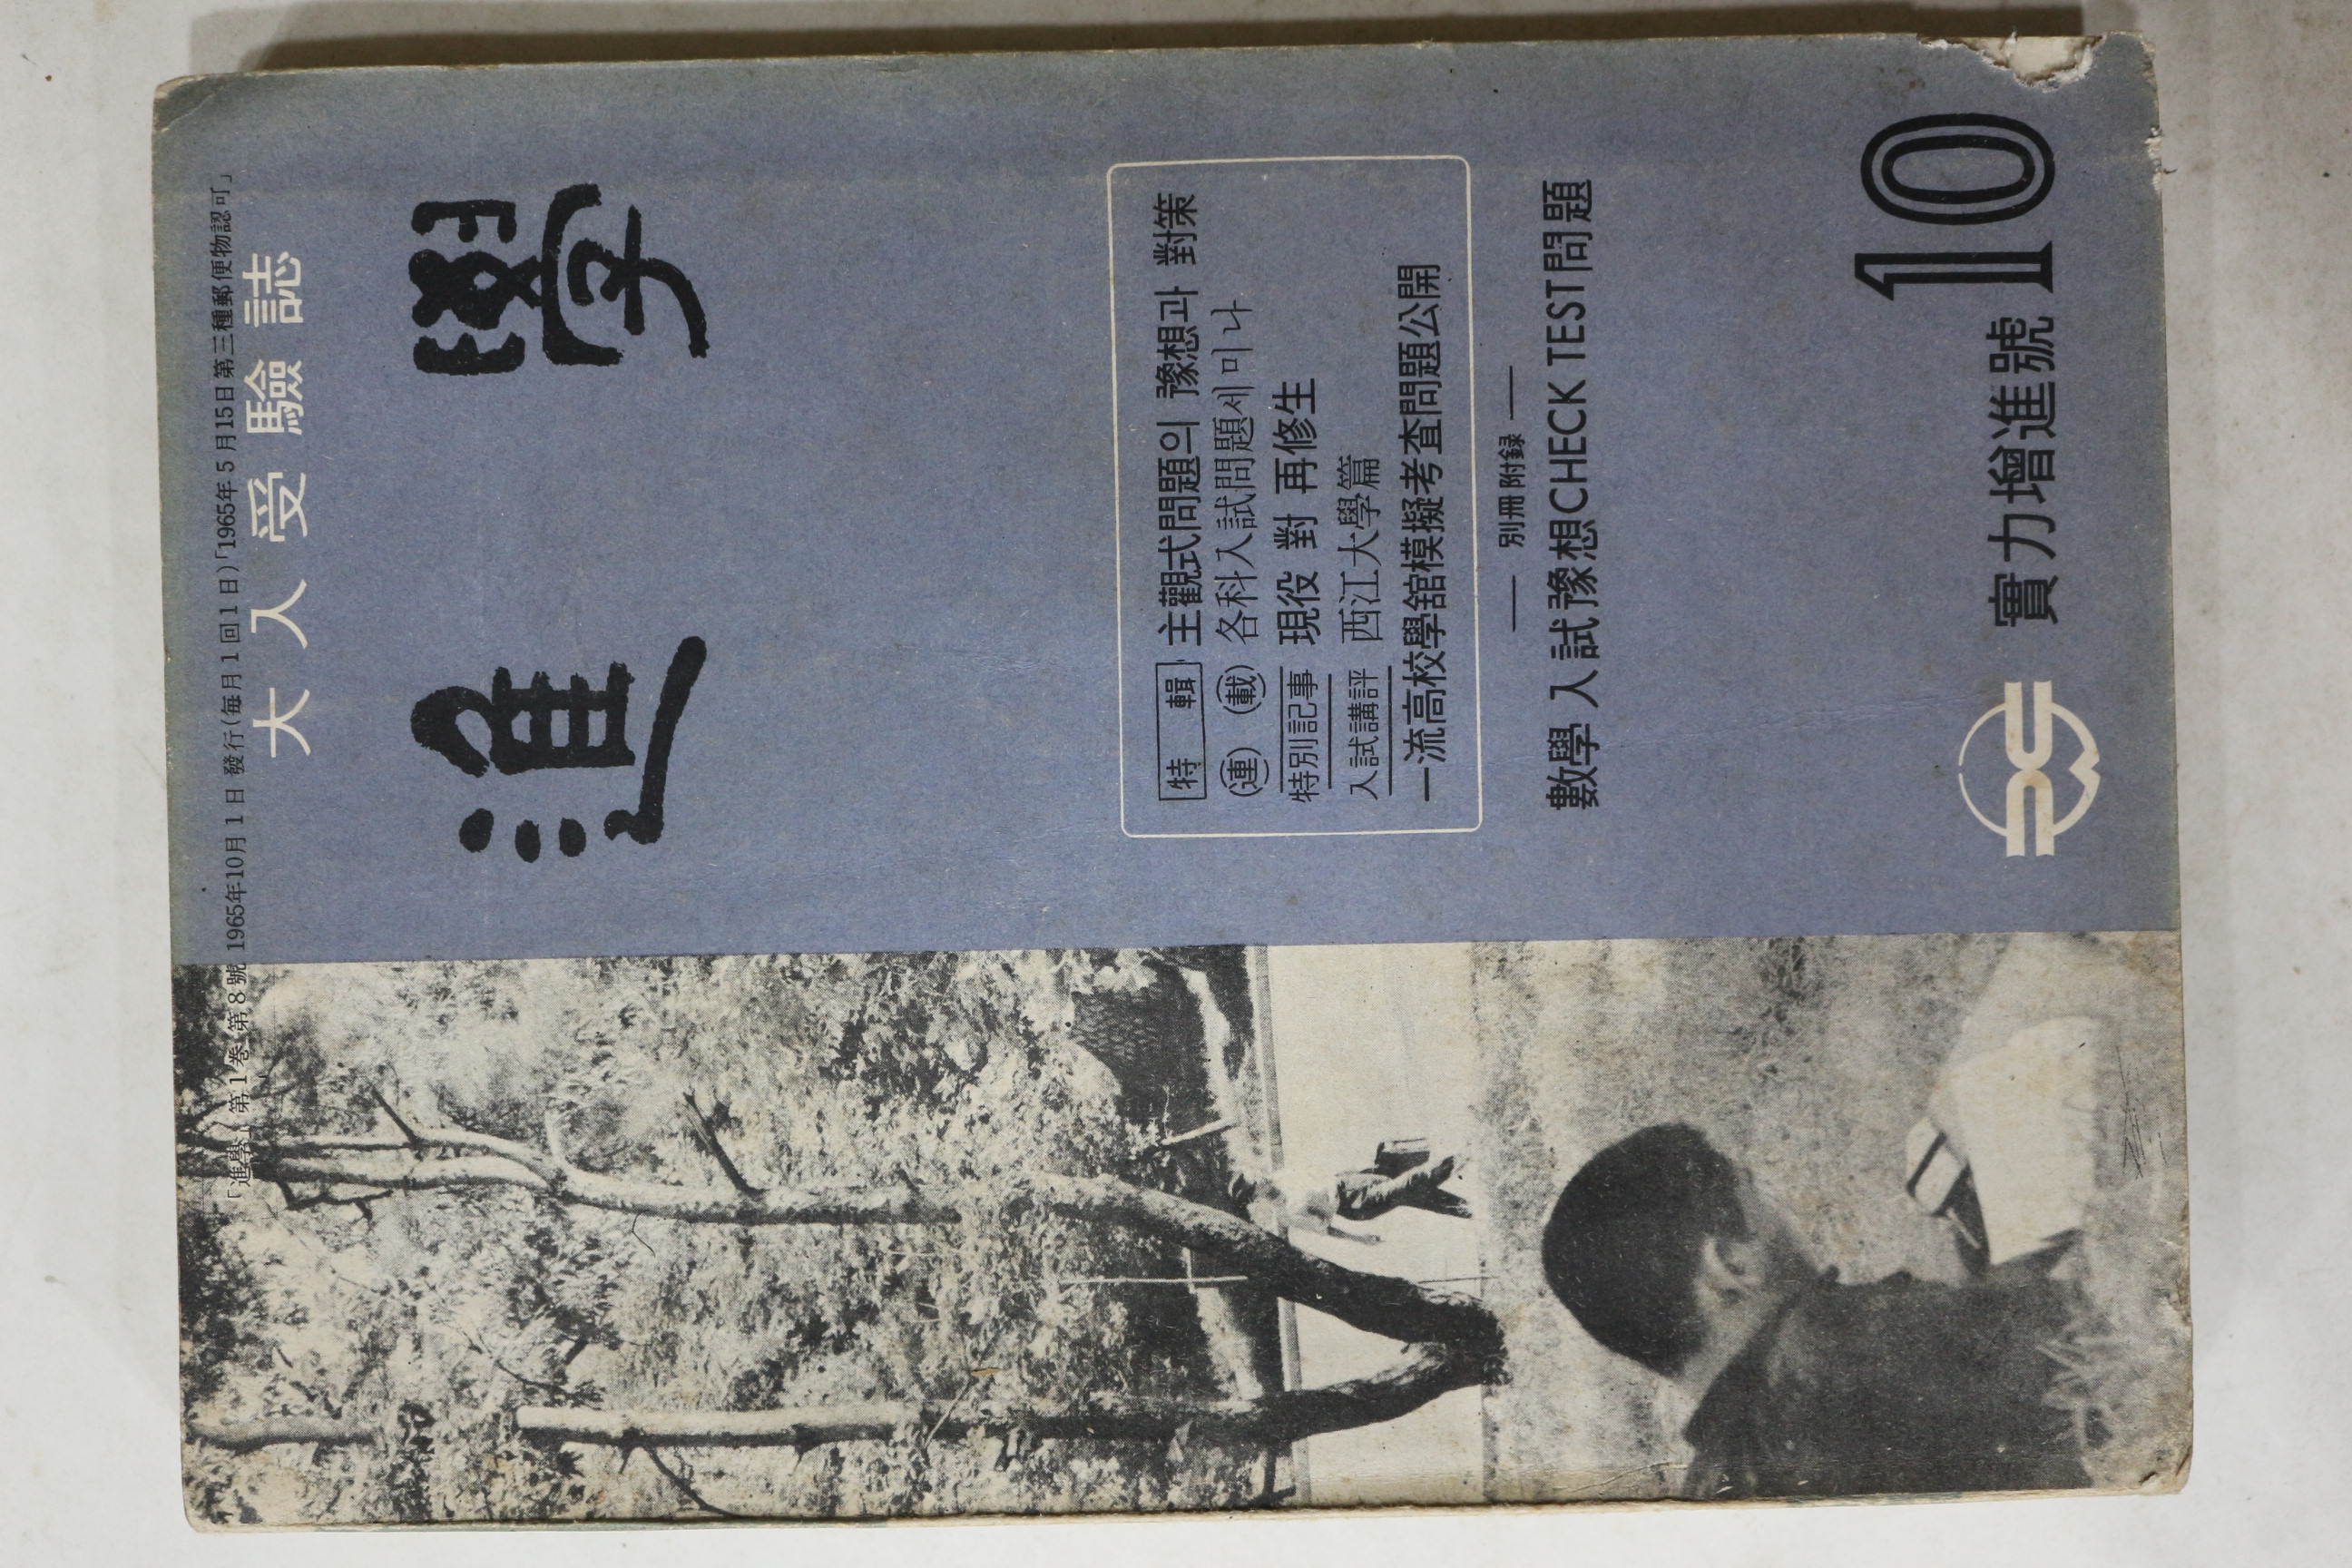 「進學」第1巻第8號 1965年10月1日 發行(每月1回1日)「1965年5月15日 第三種郵便物認可」
大入受驗誌
進學
特輯 主觀式問題의 豫想과 對策
(連)(載) 各科入試問題세미나
特別記事 現役 對 再修生
入試講評 西江大學篇
一流高校學舘模擬考査問題公開
別冊附錄
數學 入試豫想CHECK TEST問題
實力增進號 10